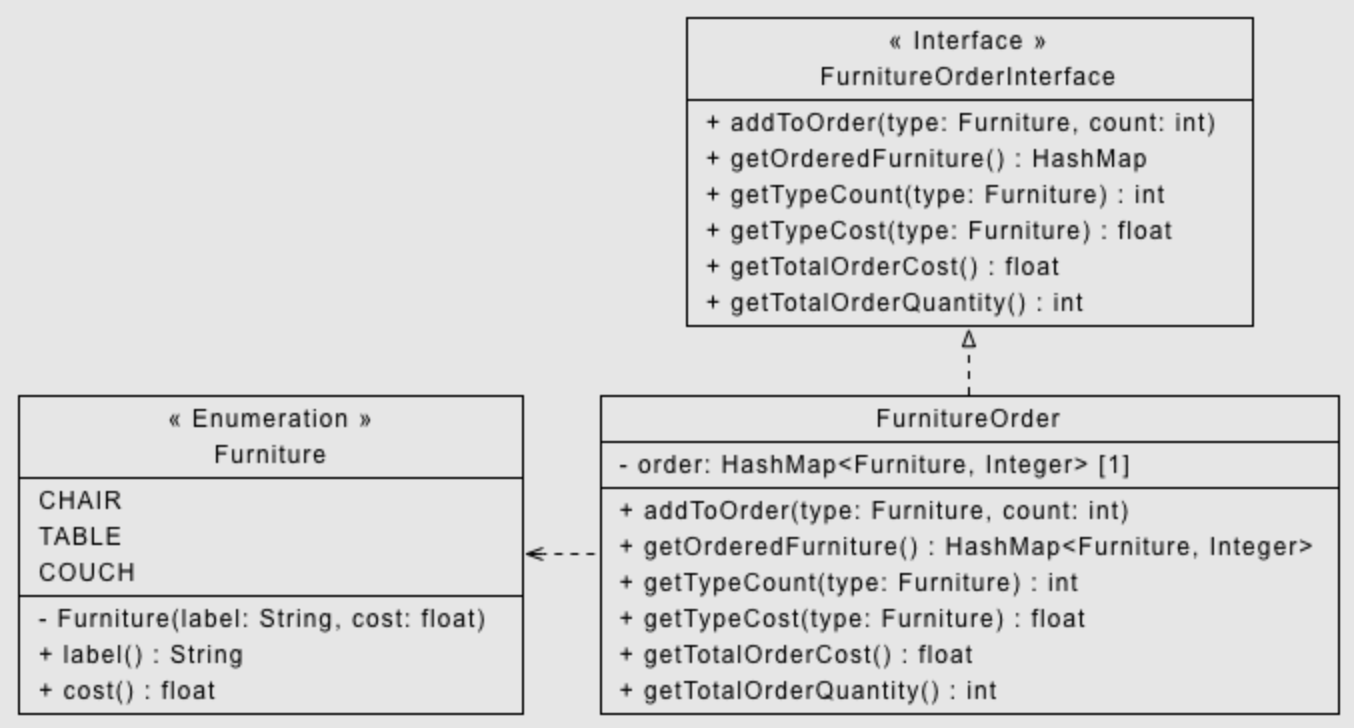 « Interface »
FurnitureOrderInterface
+ addToOrder(type: Furniture, count: int)
+ getOrderedFurniture() : HashMap
+ getTypeCount(type: Furniture) : int
+ getTypeCost(type: Furniture) : float
+ getTotalOrderCost() : float
+ getTotalOrderQuantity() : int
« Enumeration »
Furniture
CHAIR
TABLE
COUCH
- Furniture(label: String, cost: float)
+ label() : String
+ cost() : float
FurnitureOrder
- order: HashMap<Furniture, Integer> [1]
+ addToOrder(type: Furniture, count: int)
+ getOrderedFurniture() : HashMap<Furniture, Integer>
+ getTypeCount(type: Furniture) : int
+ getTypeCost(type: Furniture) : float
+ getTotalOrderCost() : float
+ getTotalOrderQuantity() : int